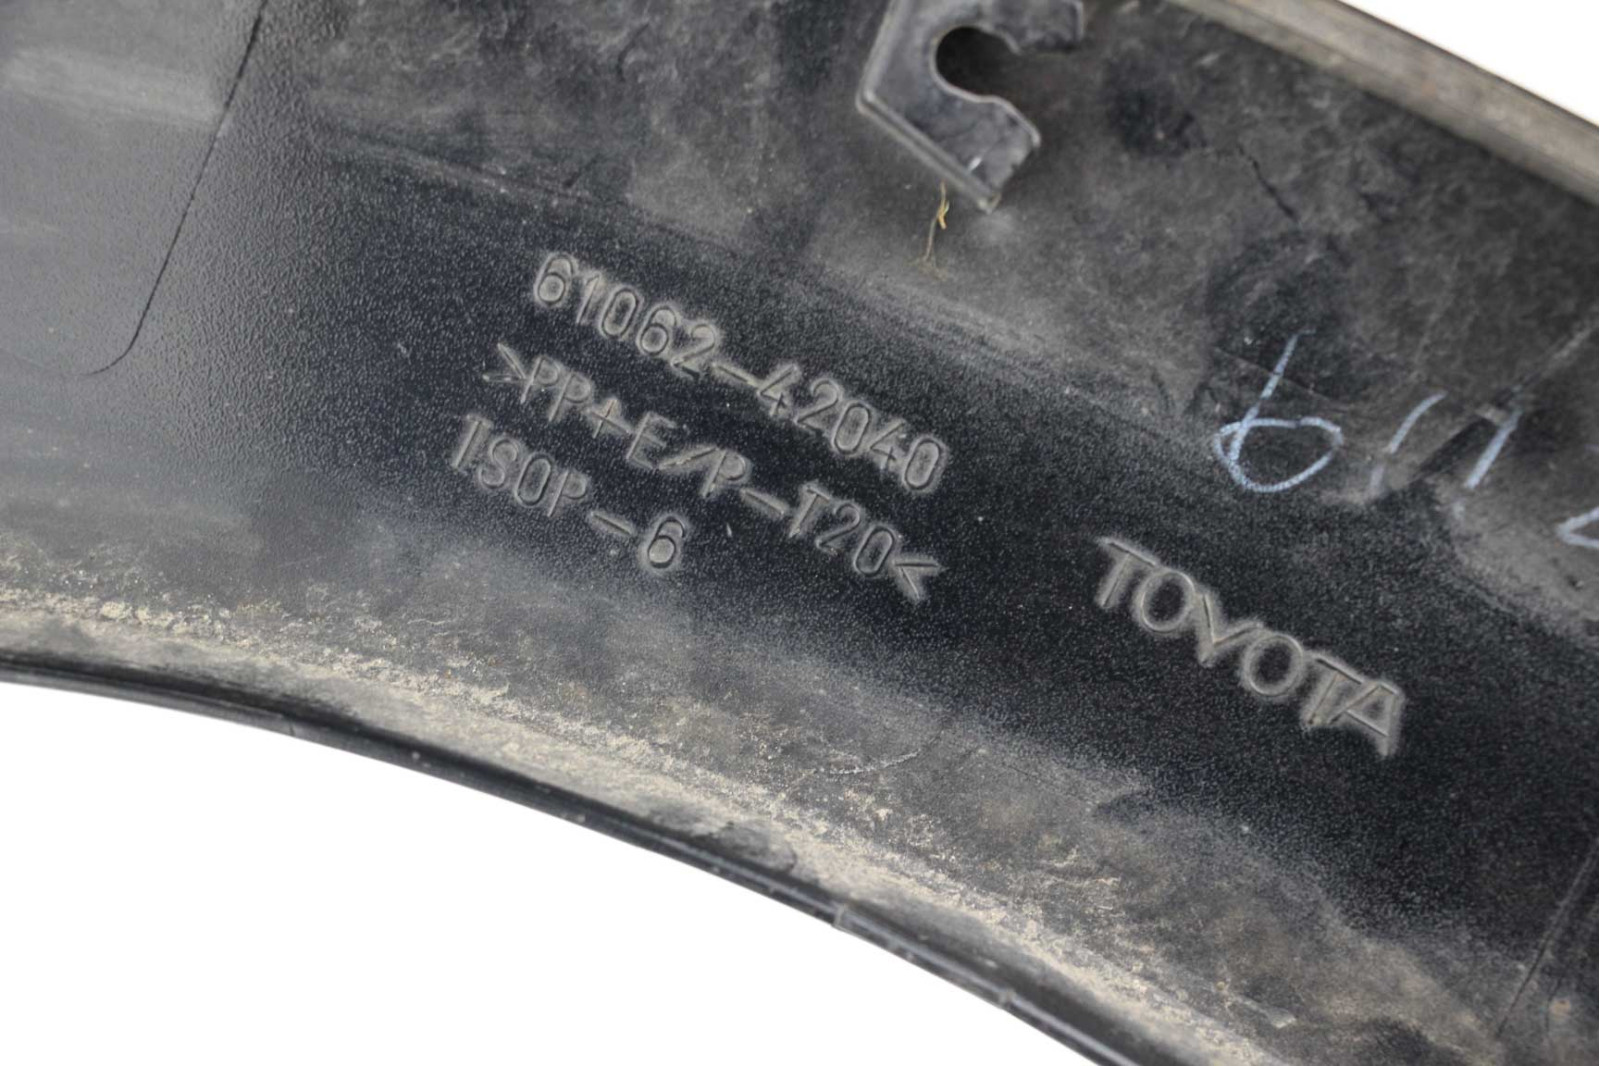 61062-42040
>PP+E/P-T20<
TSOP-6
TOYOTA